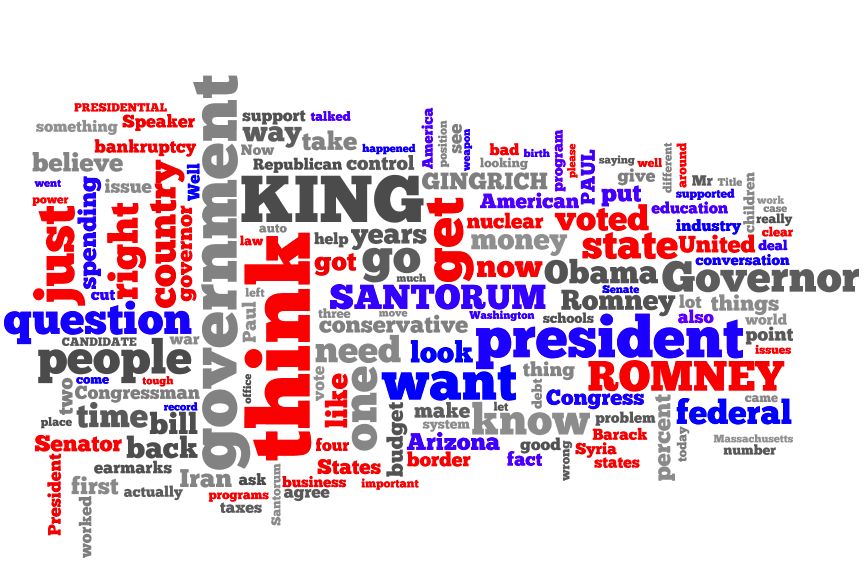 PRESIDENTIAL
something
Speaker
support
talked
way
take
Now
happened
America
position
see
weapon
bankruptcy
believe
Republican
control
looking
bad
birth
program
please
saying
well
around
went
issue
Well
country
government
KING
GINGRICH
American
PAUL
put
give
different
Mr
Title
supported
children
work
case
power
just
spending
right
governor
law
auto
think
help
years
get
nuclear
voted
education
industry
really
clear
got
go
much
money
now
state
United
deal
conversation
cut
left
Paul
SANTORUM
Obama
Senate
Governor
question
three
move
conservative
Washington
Romney
schools
lot
things
also
world
CANDIDATE
war
people
need
look
president
point
issues
two
come
tough
Congressman
office
vote
like
one
want
thing
debt
ROMNEY
Congress
came
place
time
record
bill
budget
make
let
system
know
problem
federal
Senator
back
four
Arizona
good
Barack
percent
today
Massachusetts
number
earmarks
Iran
ask
States
border
fact
wrong
Syria
states
President
first
actually
programs
taxes
Santorum
business
agree
important
worked